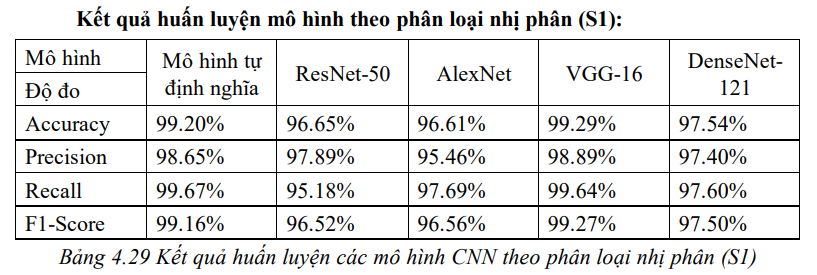 Kết quả huấn luyện mô hình theo phân loại nhị phân (S1):
Mô hình
Độ đo
Mô hình tự
định nghĩa
ResNet-50
AlexNet
VGG-16
DenseNet-
121
Accuracy 99.20% 96.65% 96.61% 99.29% 97.54%
Precision 98.65% 97.89% 95.46% 98.89% 97.40%
Recall 99.67% 95.18% 97.69% 99.64% 97.60%
F1-Score 99.16% 96.52% 96.56% 99.27% 97.50%
Bảng 4.29 Kết quả huấn luyện các mô hình CNN theo phân loại nhị phân (S1)